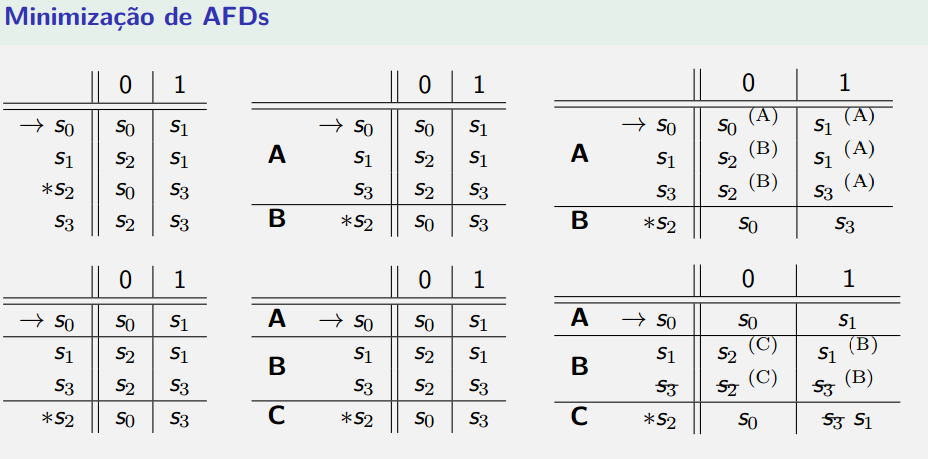 Minimização de AFDs
0 1
→ s₀ s₀ s₁
s₁ s₂ s₁
*s₂ s₀ s₃
s₃ s₂ s₃
0 1
A
→ s₀ s₀ s₁
s₁ s₂ s₁
s₃ s₂ s₃
B *s₂ s₀ s₃
0 1
A
→ s₀ s₀ (A) s₁ (A)
s₁ s₂ (B) s₁ (A)
s₃ s₂ (B) s₃ (A)
B *s₂ s₀ s₃
0 1
→ s₀ s₀ s₁
s₁ s₂ s₁
s₃ s₂ s₃
*s₂ s₀ s₃
0 1
A → s₀ s₀ s₁
B
s₁ s₂ s₁
s₃ s₂ s₃
C *s₂ s₀ s₃
0 1
A → s₀ s₀ s₁
B
s₁ s₂ (C) s₁ (B)
s₃ s₂ (C) s₃ (B)
C *s₂ s₀ s₃ s₁